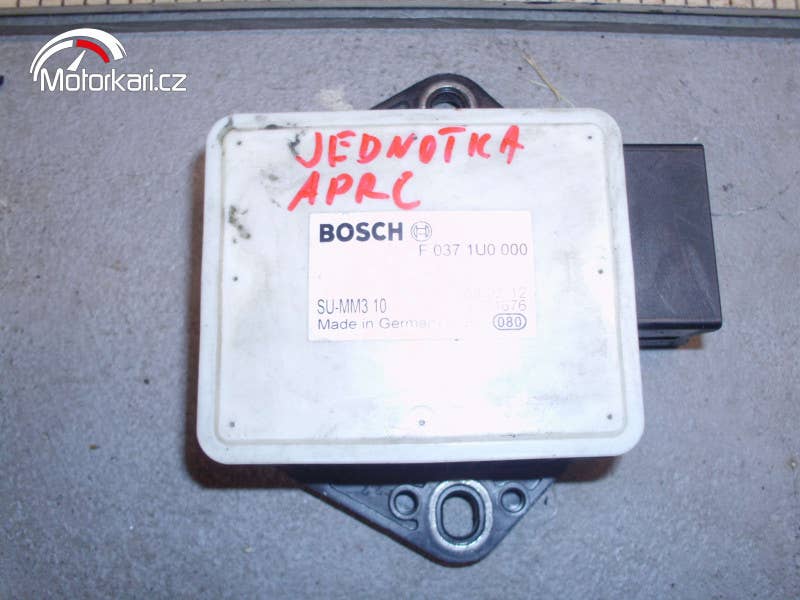 Motorkari.cz
JEDNOTKA
APRC
BOSCH
F 037 1U0 000
SU-MM3 10
Made in Germany
080